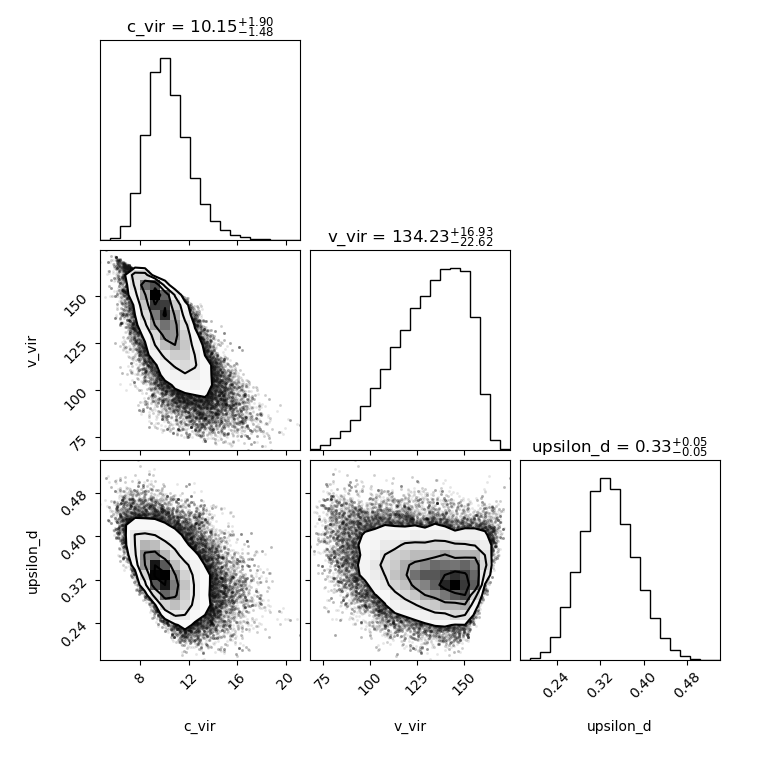 c_vir = 10.15+1.90−1.48
v_vir = 134.23+16.93−22.62
150
125
100
75
v_vir
upsilon_d = 0.33+0.05−0.05
0.48
0.40
0.32
0.24
upsilon_d
8 12 16 20
75 100 125 150
0.24 0.32 0.40 0.48
c_vir
v_vir
upsilon_d